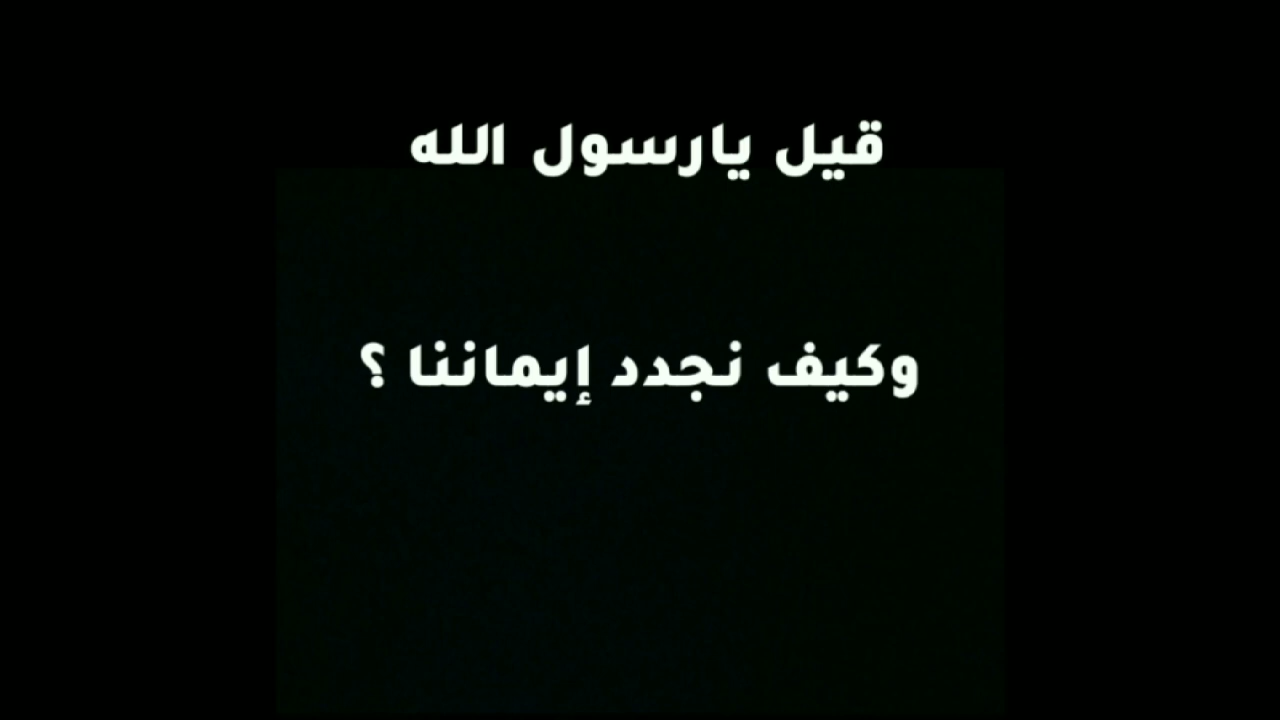 قيل يارسول الله
وكيف نجدد إيماننا ؟